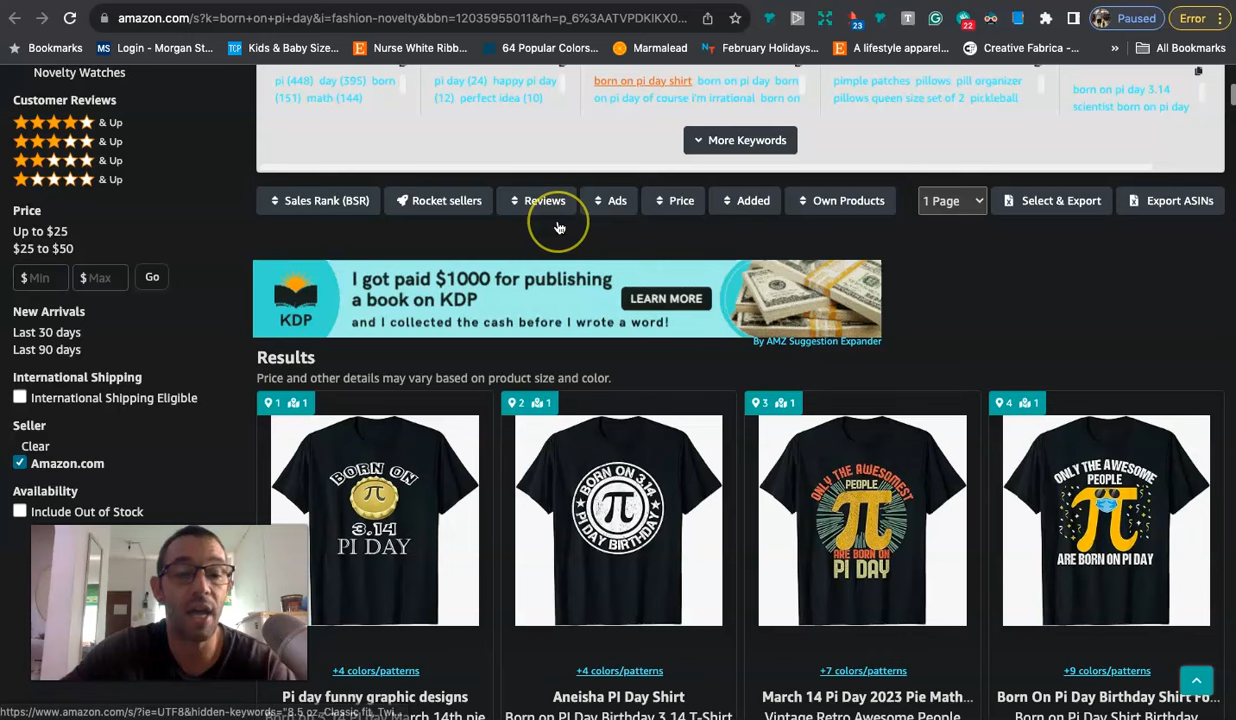 amazon.com/s?k=born+on+pi+day&i=fashion-novelty&bbn=12035955011&rh=p_6%3AATVPDKIKX0...
23
22
Paused
Error
Bookmarks
Login - Morgan St...
Kids & Baby Size...
Nurse White Ribb...
64 Popular Colors...
Marmalead
February Holidays...
A lifestyle apparel...
Creative Fabrica -...
»
All Bookmarks
Novelty Watches
Customer Reviews
& Up
& Up
& Up
& Up
Price
Up to $25
$25 to $50
$ Min
$ Max
Go
New Arrivals
Last 30 days
Last 90 days
International Shipping
International Shipping Eligible
Seller
Clear
Amazon.com
Availability
Include Out of Stock
pi (448) day (395) born
(151) math (144)
pi day (24) happy pi day
(12) perfect idea (10)
born on pi day shirt born on pi day born
on pi day of course i'm irrational born on
pimple patches pillows pill organizer
pillows queen size set of 2 pickleball
born on pi day 3.14
scientist born on pi day
More Keywords
Sales Rank (BSR)
Rocket sellers
Reviews
Ads
Price
Added
Own Products
1 Page
Select & Export
Export ASINs
KDP
I got paid $1000 for publishing
a book on KDP
and I collected the cash before I wrote a word!
LEARN MORE
By AMZ Suggestion Expander
Results
Price and other details may vary based on product size and color.
1 1
2 1
3 1
4 1
BORN ON
π
3.14
PI DAY
BORN ON 3.14
π
PI DAY BIRTHDAY
ONLY THE AWESOMEST
PEOPLE
π
ARE BORN ON
PI DAY
ONLY THE AWESOME
PEOPLE
π
ARE BORN ON PI DAY
+4 colors/patterns
+4 colors/patterns
+7 colors/patterns
+9 colors/patterns
Pi day funny graphic designs
Aneisha PI Day Shirt
March 14 Pi Day 2023 Pie Math...
Born On Pi Day Birthday Shirt Fo...
Born on PI Day Birthday 3.14 T-Shirt
Vintage Retro Awesome People
Born on Pi Day Birthday Shirt
https://www.amazon.com/s/?ie=UTF8&hidden-keywords="8.5 oz, Classic fit, Twi...